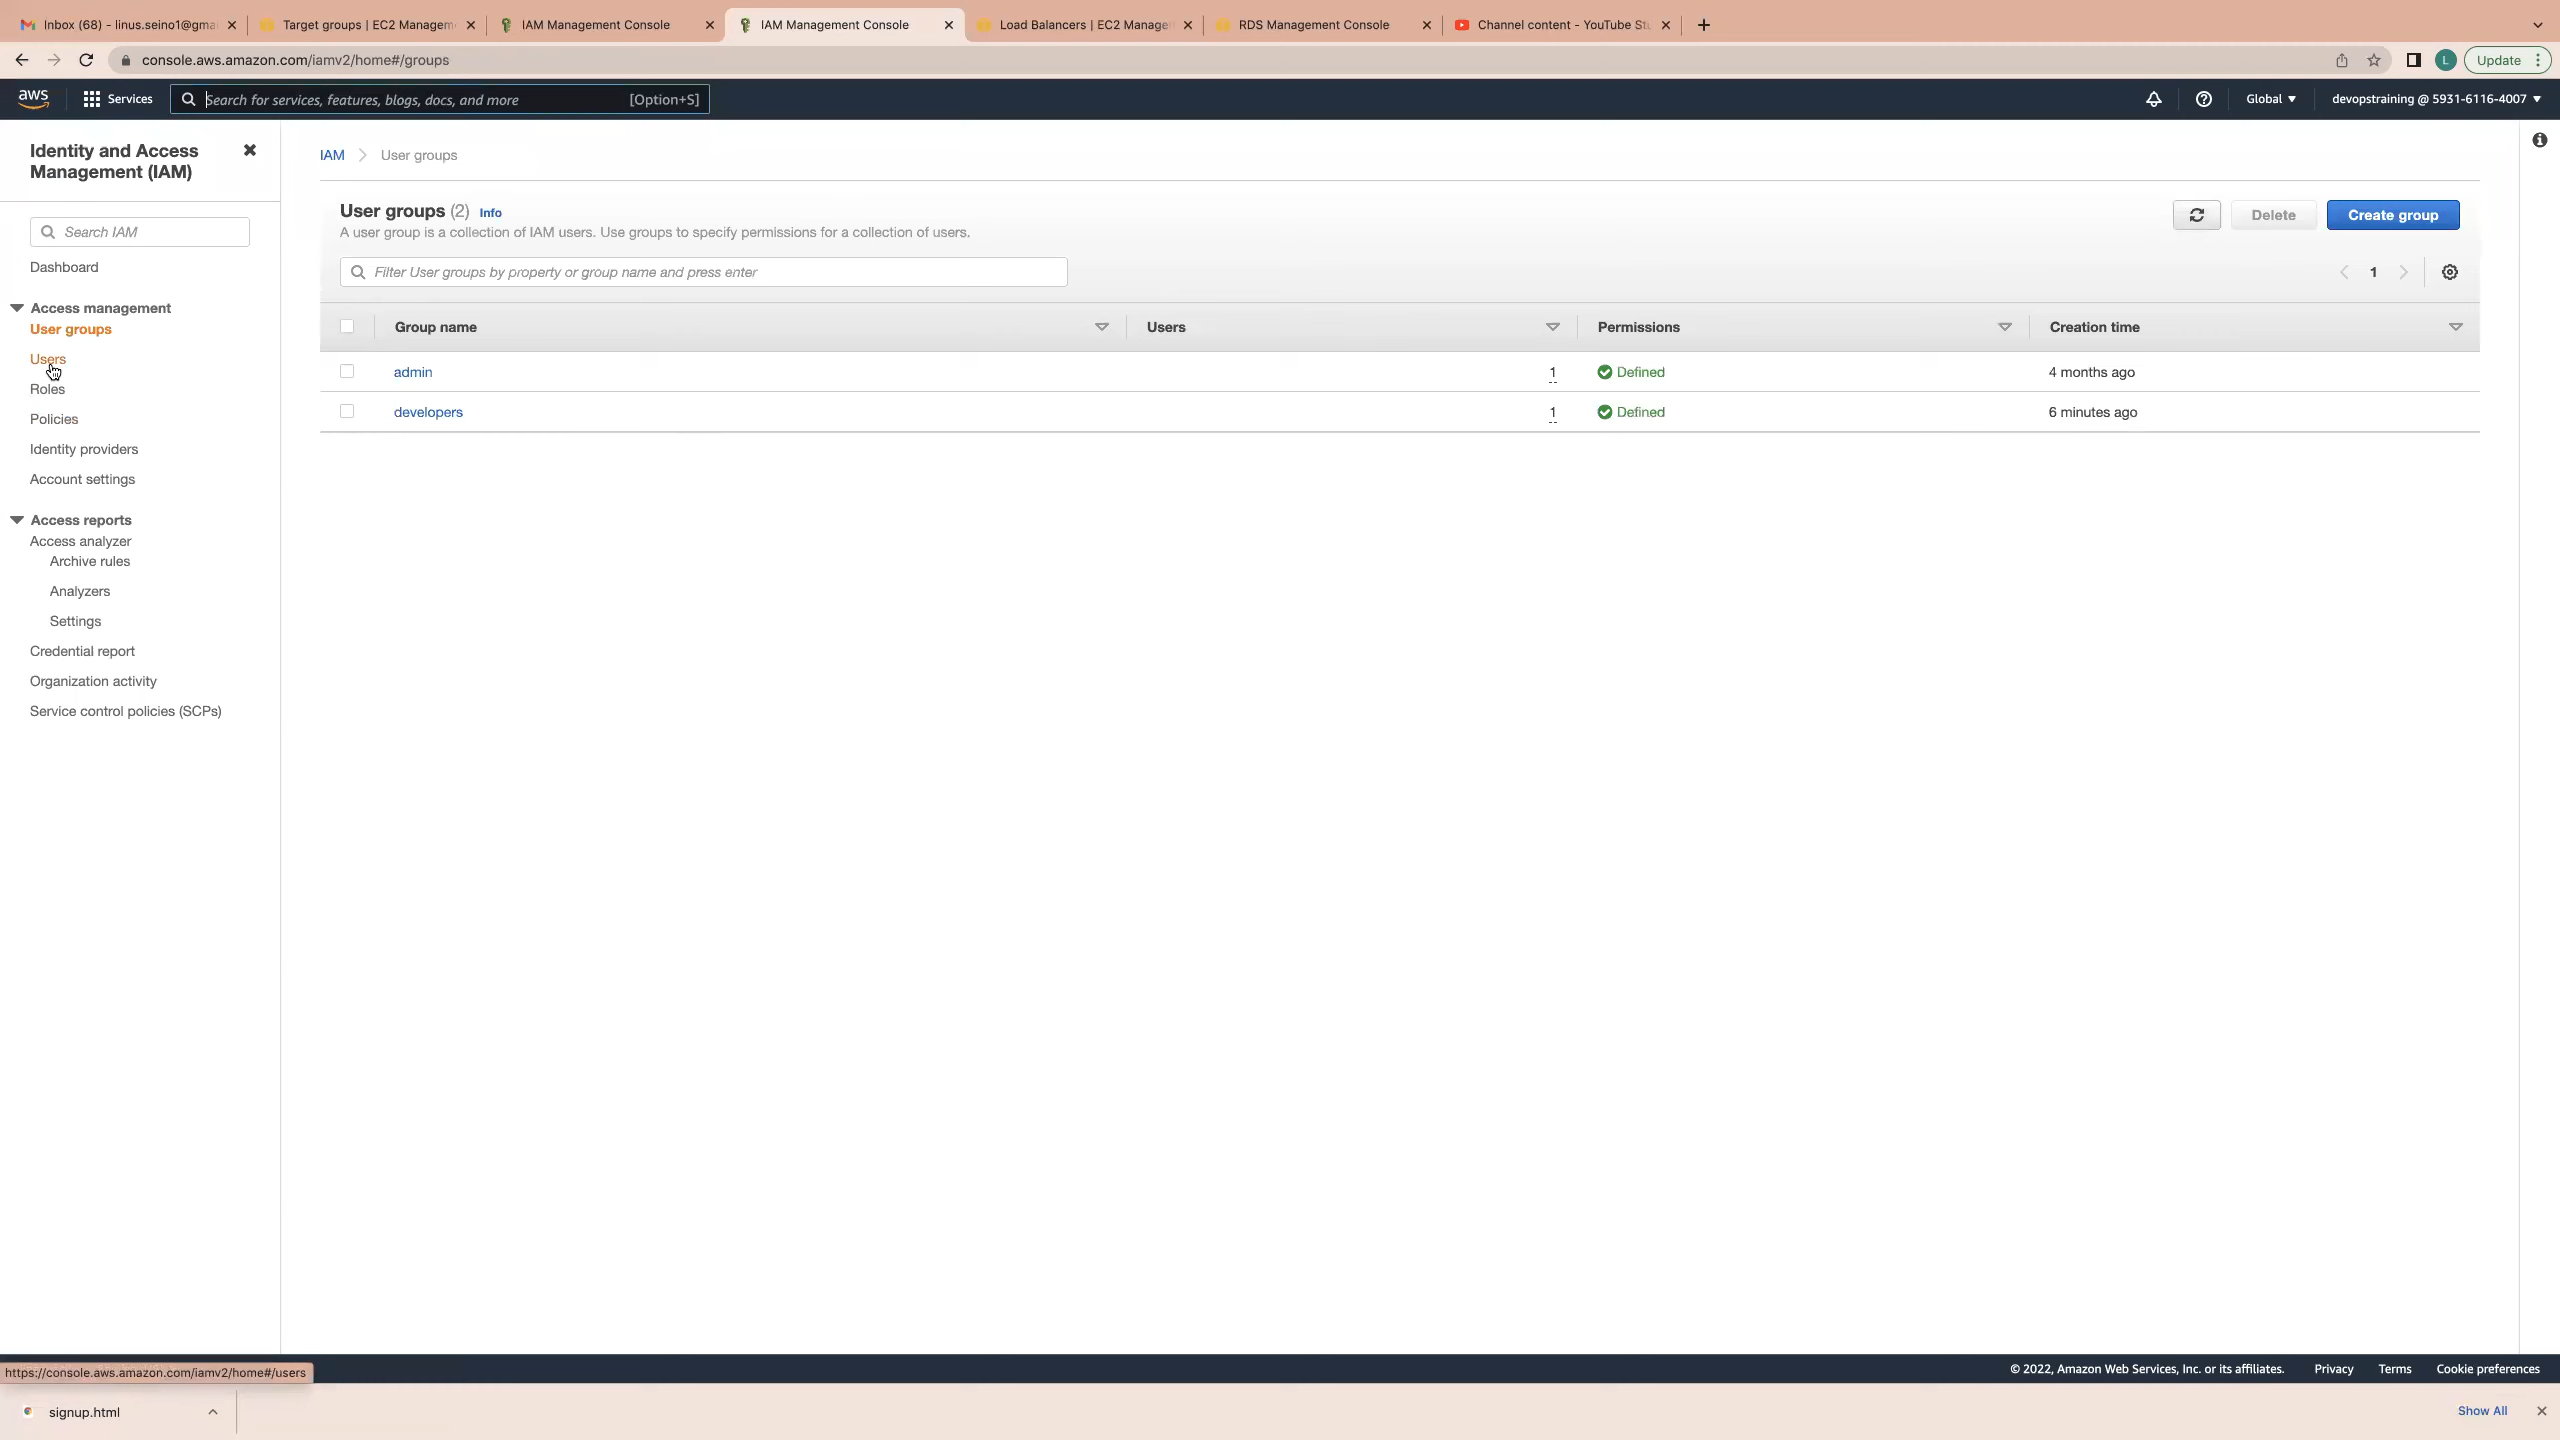 Inbox (68) - linus.seino1@gma
Target groups | EC2 Managem
IAM Management Console
IAM Management Console
Load Balancers | EC2 Manage
RDS Management Console
Channel content - YouTube St
console.aws.amazon.com/iamv2/home#/groups
L
Update
aws
Services
Search for services, features, blogs, docs, and more
[Option+S]
Global
devopstraining @ 5931-6116-4007
Identity and Access
Management (IAM)
Search IAM
Dashboard
Access management
User groups
Users
Roles
Policies
Identity providers
Account settings
Access reports
Access analyzer
Archive rules
Analyzers
Settings
Credential report
Organization activity
Service control policies (SCPs)
IAM
User groups
User groups (2) Info
A user group is a collection of IAM users. Use groups to specify permissions for a collection of users.
Delete
Create group
Filter User groups by property or group name and press enter
1
Group name
Users
Permissions
Creation time
admin
1
Defined
4 months ago
developers
1
Defined
6 minutes ago
© 2022, Amazon Web Services, Inc. or its affiliates.
Privacy
Terms
Cookie preferences
https://console.aws.amazon.com/iamv2/home#/users
signup.html
Show All